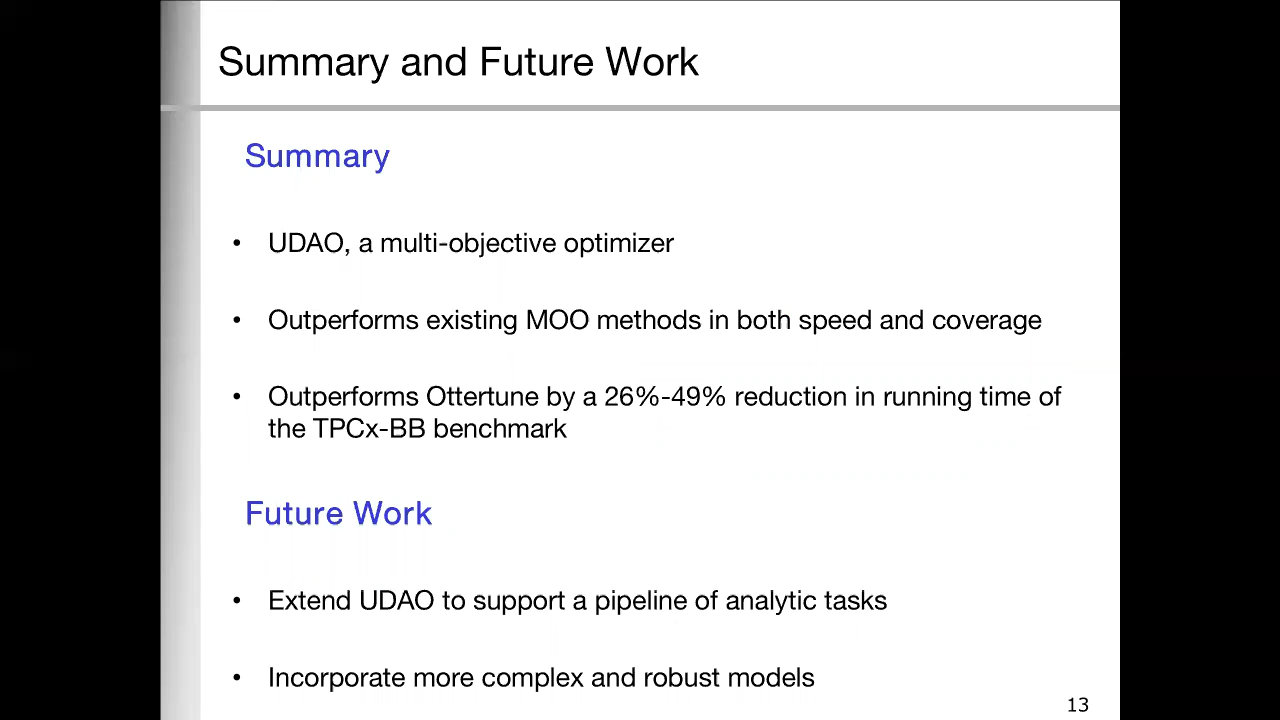 Summary and Future Work
Summary
• UDAO, a multi-objective optimizer
• Outperforms existing MOO methods in both speed and coverage
• Outperforms Ottertune by a 26%-49% reduction in running time of
the TPCx-BB benchmark
Future Work
• Extend UDAO to support a pipeline of analytic tasks
• Incorporate more complex and robust models
13